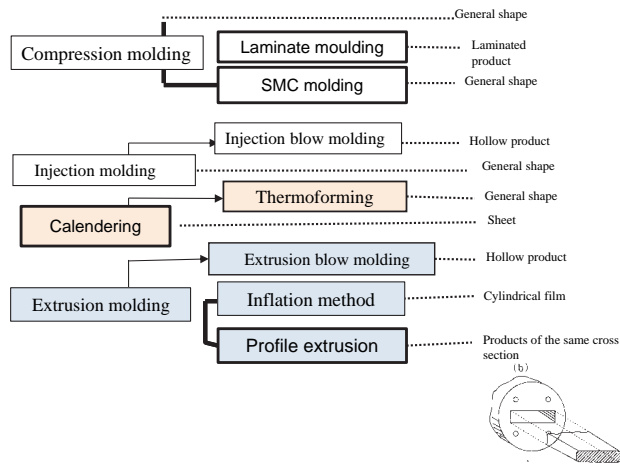 General shape
Compression molding
Laminate moulding
Laminated
product
SMC molding
General shape
Injection blow molding
Hollow product
Injection molding
General shape
Thermoforming
General shape
Calendering
Sheet
Extrusion blow molding
Hollow product
Extrusion molding
Inflation method
Cylindrical film
Profile extrusion
Products of the same cross
section
(b)